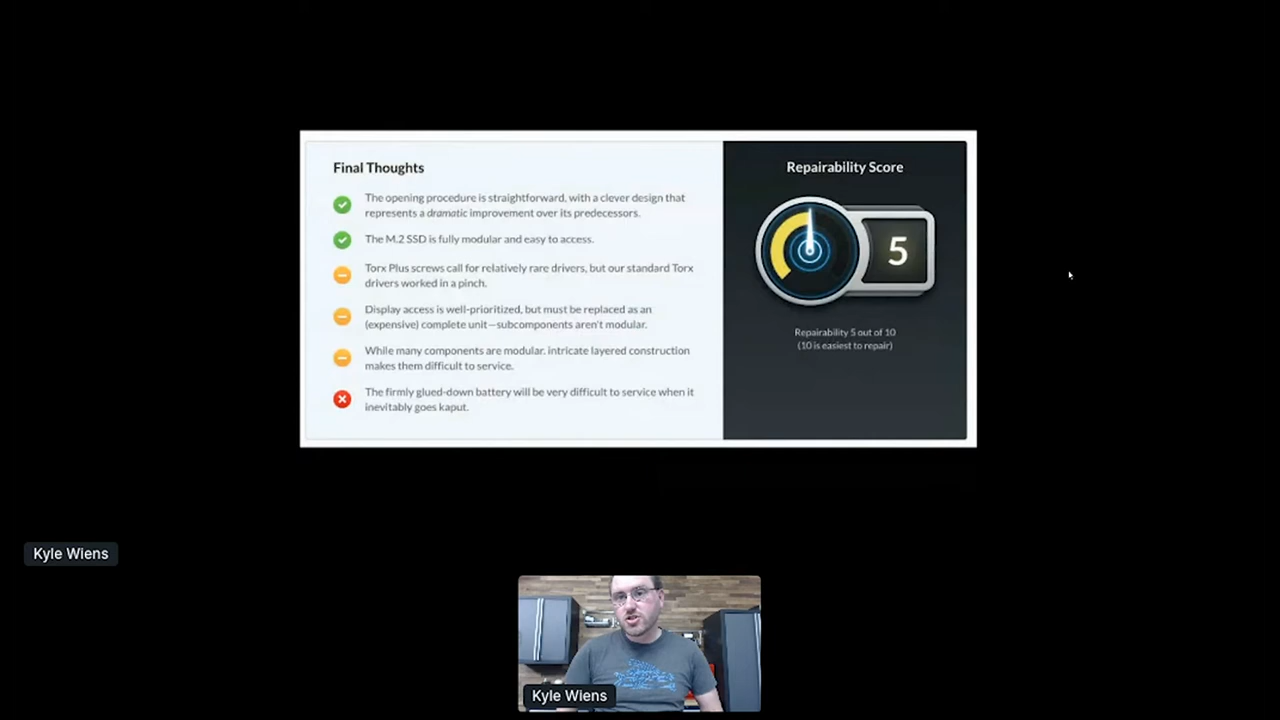 Final Thoughts
The opening procedure is straightforward, with a clever design that
represents a dramatic improvement over its predecessors.
The M.2 SSD is fully modular and easy to access.
Torx Plus screws call for relatively rare drivers, but our standard Torx
drivers worked in a pinch.
Display access is well-prioritized, but must be replaced as an
(expensive) complete unit—subcomponents aren't modular.
While many components are modular. intricate layered construction
makes them difficult to service.
The firmly glued-down battery will be very difficult to service when it
inevitably goes kaput.
Repairability Score
5
Repairability 5 out of 10
(10 is easiest to repair)
Kyle Wiens
Kyle Wiens